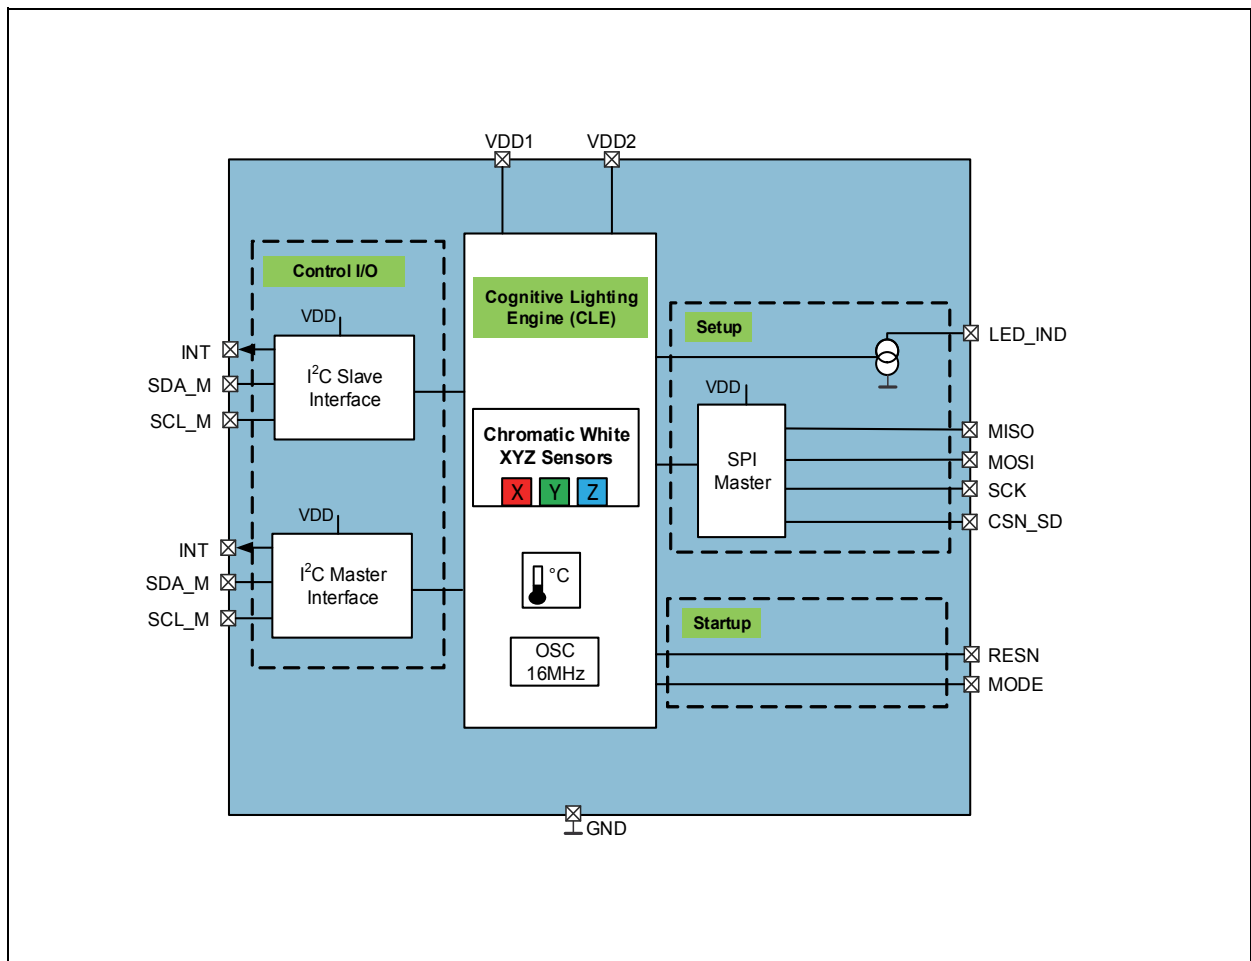 VDD1
VDD2
Control I/O
VDD
INT
SDA_M
SCL_M
I²C Slave
Interface
VDD
INT
SDA_M
SCL_M
I²C Master
Interface
Cognitive Lighting
Engine (CLE)
Chromatic White
XYZ Sensors
X Y Z
°C
OSC
16MHz
Setup
LED_IND
VDD
SPI
Master
MISO
MOSI
SCK
CSN_SD
Startup
RESN
MODE
GND